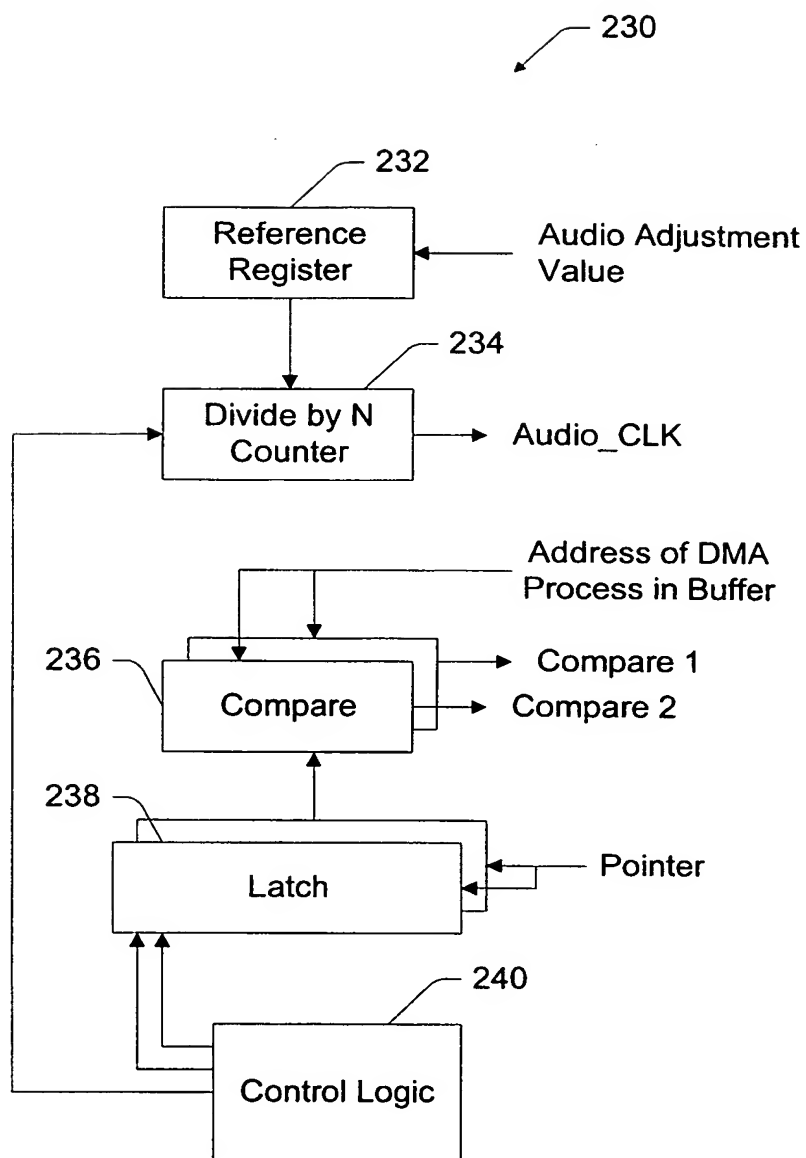 230
232
Reference
Register
Audio Adjustment
Value
234
Divide by N
Counter
Audio_CLK
Address of DMA
Process in Buffer
236
Compare
Compare 1
Compare 2
238
Latch
Pointer
240
Control Logic